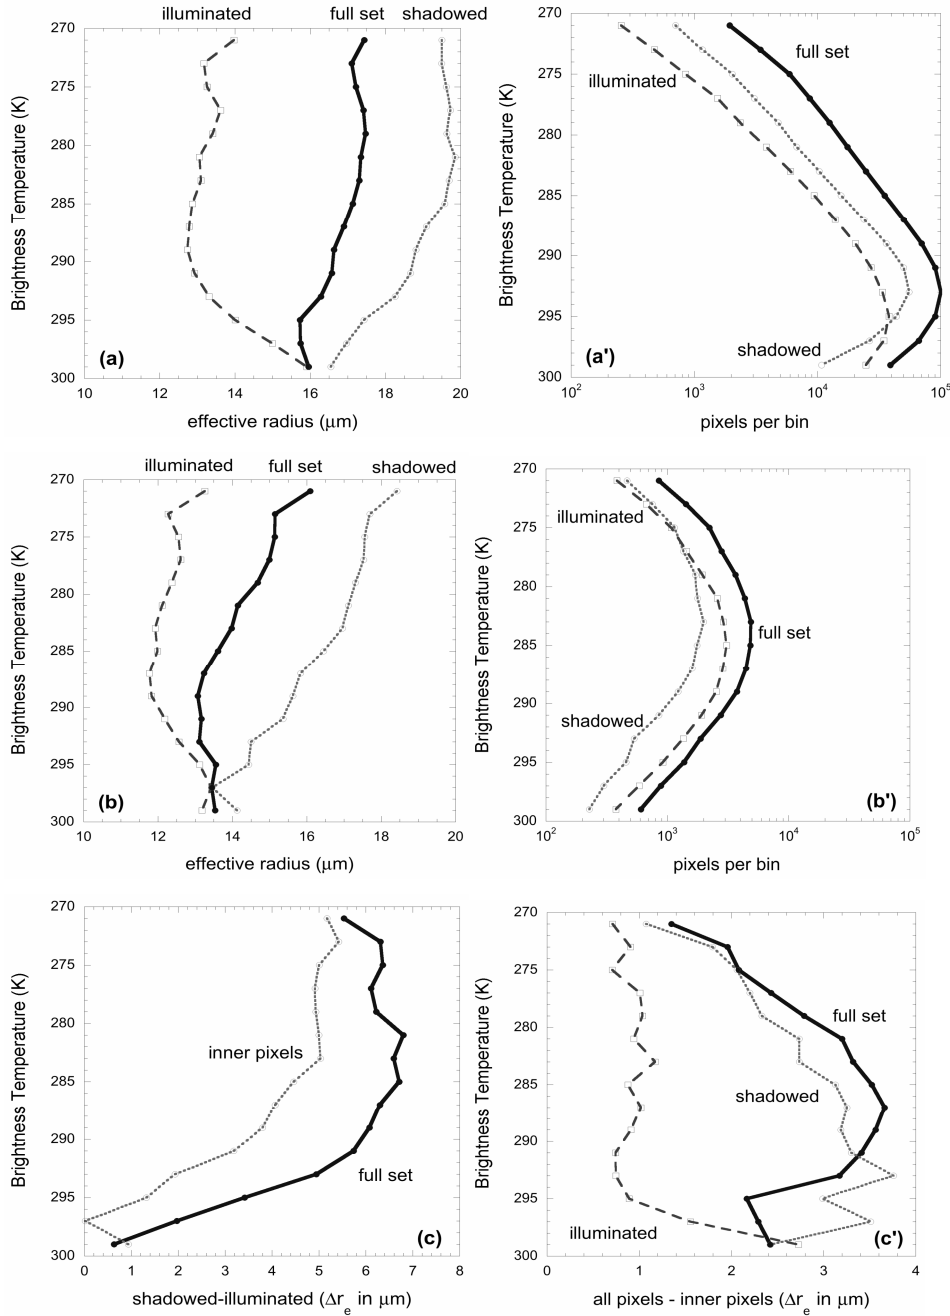 illuminated full set shadowed
270
275
280
285
290
295
300
Brightness Temperature (K)
(a)
10 12 14 16 18 20
effective radius (μm)
270
275
280
285
290
295
300
Brightness Temperature (K)
full set
illuminated
shadowed
(a')
10² 10³ 10⁴ 10⁵
pixels per bin
illuminated full set shadowed
270
275
280
285
290
295
300
Brightness Temperature (K)
(b)
10 12 14 16 18 20
effective radius (μm)
270
275
280
285
290
295
300
Brightness Temperature (K)
illuminated
full set
shadowed
(b')
10² 10³ 10⁴ 10⁵
pixels per bin
270
275
280
285
290
295
300
Brightness Temperature (K)
inner pixels
full set
(c)
0 1 2 3 4 5 6 7 8
shadowed-illuminated (Δrₑ in μm)
270
275
280
285
290
295
300
Brightness Temperature (K)
full set
shadowed
illuminated
(c')
0 1 2 3 4
all pixels - inner pixels (Δrₑ in μm)